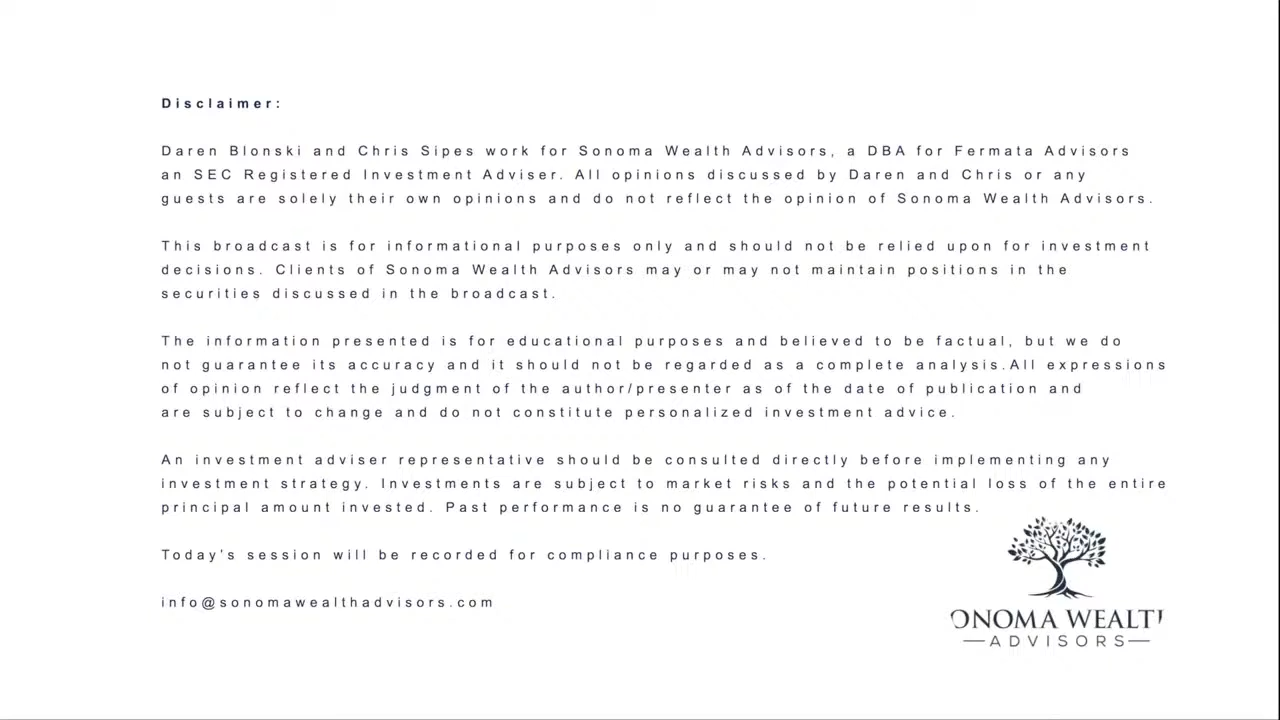 Disclaimer:
Daren Blonski and Chris Sipes work for Sonoma Wealth Advisors, a DBA for Fermata Advisors
an SEC Registered Investment Adviser. All opinions discussed by Daren and Chris or any
guests are solely their own opinions and do not reflect the opinion of Sonoma Wealth Advisors.
This broadcast is for informational purposes only and should not be relied upon for investment
decisions. Clients of Sonoma Wealth Advisors may or may not maintain positions in the
securities discussed in the broadcast.
The information presented is for educational purposes and believed to be factual, but we do
not guarantee its accuracy and it should not be regarded as a complete analysis.All expressions
of opinion reflect the judgment of the author/presenter as of the date of publication and
are subject to change and do not constitute personalized investment advice.
An investment adviser representative should be consulted directly before implementing any
investment strategy. Investments are subject to market risks and the potential loss of the entire
principal amount invested. Past performance is no guarantee of future results.
Today's session will be recorded for compliance purposes.
info@sonomawealthadvisors.com
ONOMA WEALT
ADVISORS